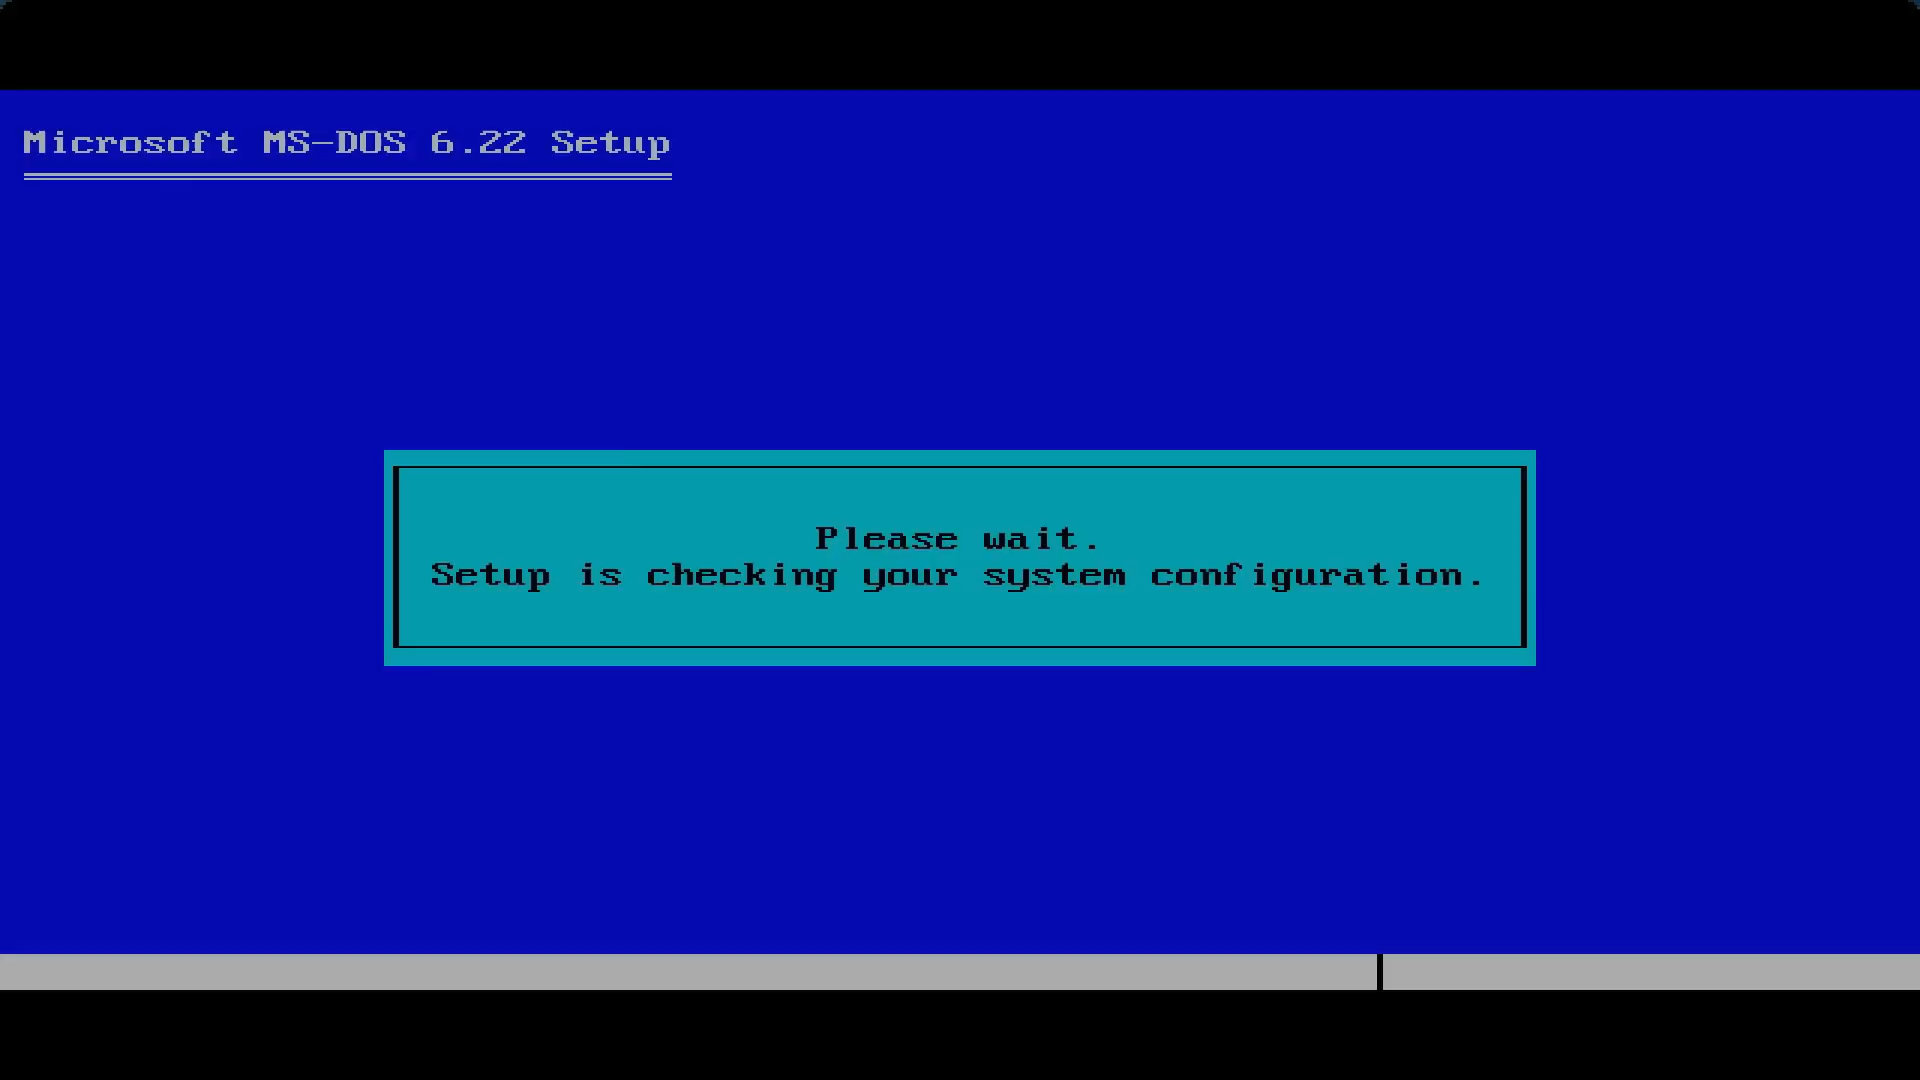 Microsoft MS-DOS 6.22 Setup
Please wait.
Setup is checking your system configuration.